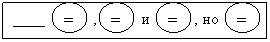 ____ = , = и = , но =